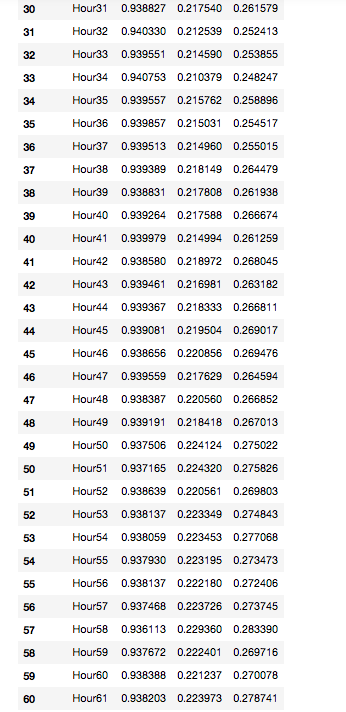 30 Hour31 0.938827 0.217540 0.261579
31 Hour32 0.940330 0.212539 0.252413
32 Hour33 0.939551 0.214590 0.253855
33 Hour34 0.940753 0.210379 0.248247
34 Hour35 0.939557 0.215762 0.258896
35 Hour36 0.939857 0.215031 0.254517
36 Hour37 0.939513 0.214960 0.255015
37 Hour38 0.939389 0.218149 0.264479
38 Hour39 0.938831 0.217808 0.261938
39 Hour40 0.939264 0.217588 0.266674
40 Hour41 0.939979 0.214994 0.261259
41 Hour42 0.938580 0.218972 0.268045
42 Hour43 0.939461 0.216981 0.263182
43 Hour44 0.939367 0.218333 0.266811
44 Hour45 0.939081 0.219504 0.269017
45 Hour46 0.938656 0.220856 0.269476
46 Hour47 0.939559 0.217629 0.264594
47 Hour48 0.938387 0.220560 0.266852
48 Hour49 0.939191 0.218418 0.267013
49 Hour50 0.937506 0.224124 0.275022
50 Hour51 0.937165 0.224320 0.275826
51 Hour52 0.938639 0.220561 0.269803
52 Hour53 0.938137 0.223349 0.274843
53 Hour54 0.938059 0.223453 0.277068
54 Hour55 0.937930 0.223195 0.273473
55 Hour56 0.938137 0.222180 0.272406
56 Hour57 0.937468 0.223726 0.273745
57 Hour58 0.936113 0.229360 0.283390
58 Hour59 0.937672 0.222401 0.269716
59 Hour60 0.938388 0.221237 0.270078
60 Hour61 0.938203 0.223973 0.278741